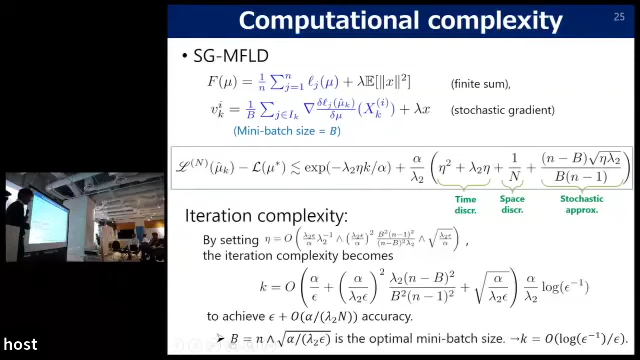 Computational complexity
25
• SG-MFLD
F(μ) = 1/n ∑_{j=1}^{n} ℓ_j(μ) + λ𝔼[‖x‖²]
(finite sum),
v_k^i = 1/B ∑_{j∈I_k} ∇ δℓ_j(μ̂_k)/δμ (X_k^{(i)}) + λx
(stochastic gradient)
(Mini-batch size = B)
ℒ^{(N)}(μ̂_k) − ℒ(μ*) ≲ exp(−λ₂ηk/α) + α/λ₂ (η² + λ₂η + 1/N + (n − B)√(ηλ₂)/(B(n − 1)))
Time discr.
Space discr.
Stochastic approx.
Iteration complexity:
By setting η = O(λ₂ε/α λ₂⁻¹ ∧ (λ₂ε/α)² B²(n−1)²/((n−B)²λ₂) ∧ √(λ₂ε/α)) ,
the iteration complexity becomes
k = O(α/ε + (α/(λ₂ε))² λ₂(n − B)²/(B²(n − 1)²) + √(α/(λ₂ε))) α/λ₂ log(ε⁻¹)
to achieve ε + O(α/(λ₂N)) accuracy.
➢ B = n ∧ √(α/(λ₂ε)) is the optimal mini-batch size. →k = O(log(ε⁻¹)/ε).
host